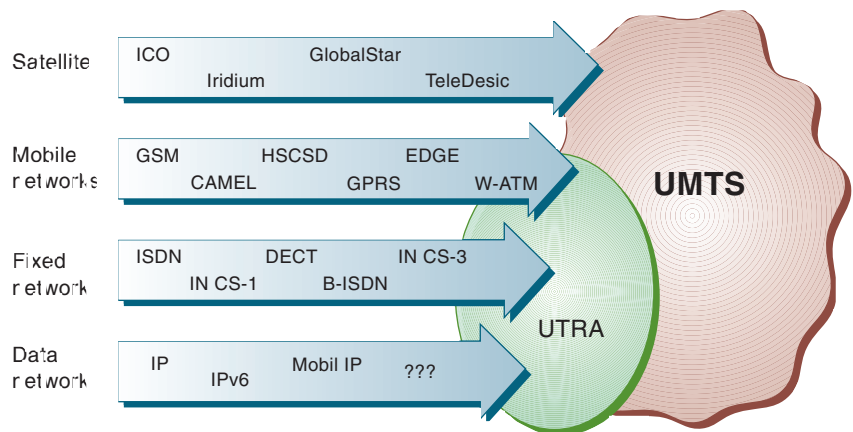 Satellite
ICO GlobalStar
Iridium TeleDesic
Mobile
networks
GSM HSCSD EDGE
CAMEL GPRS W-ATM
UMTS
Fixed
network
ISDN DECT IN CS-3
IN CS-1 B-ISDN
UTRA
Data
network
IP Mobil IP ???
IPv6